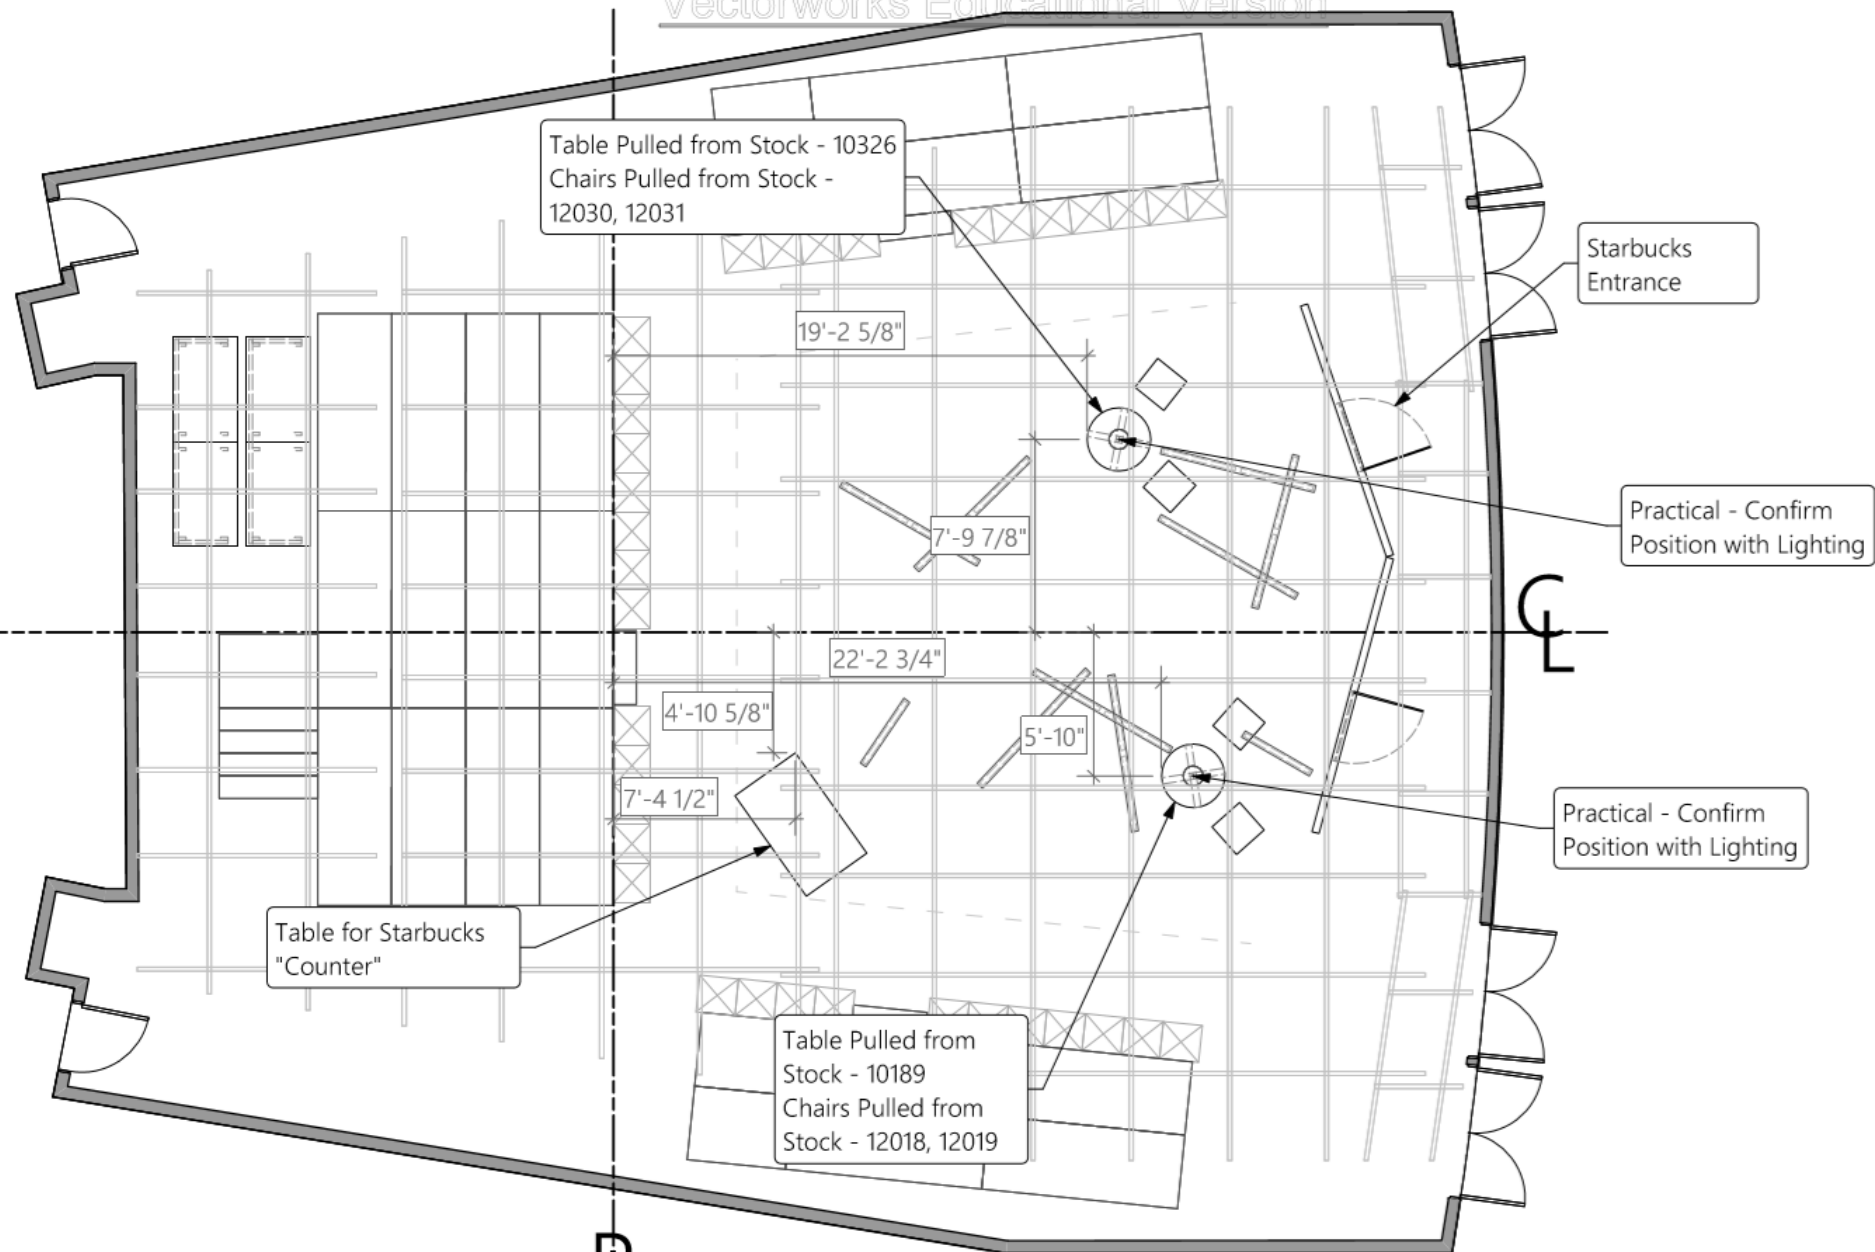 Vectorworks Educational Version
Table Pulled from Stock - 10326
Chairs Pulled from Stock -
12030, 12031
Starbucks
Entrance
19'-2 5/8"
Practical - Confirm
Position with Lighting
7'-9 7/8"
CL
22'-2 3/4"
4'-10 5/8"
5'-10"
7'-4 1/2"
Practical - Confirm
Position with Lighting
Table for Starbucks
"Counter"
Table Pulled from
Stock - 10189
Chairs Pulled from
Stock - 12018, 12019